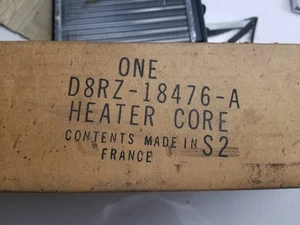 ONE
D8RZ-18476-A
HEATER CORE
CONTENTS MADE IN S2
FRANCE